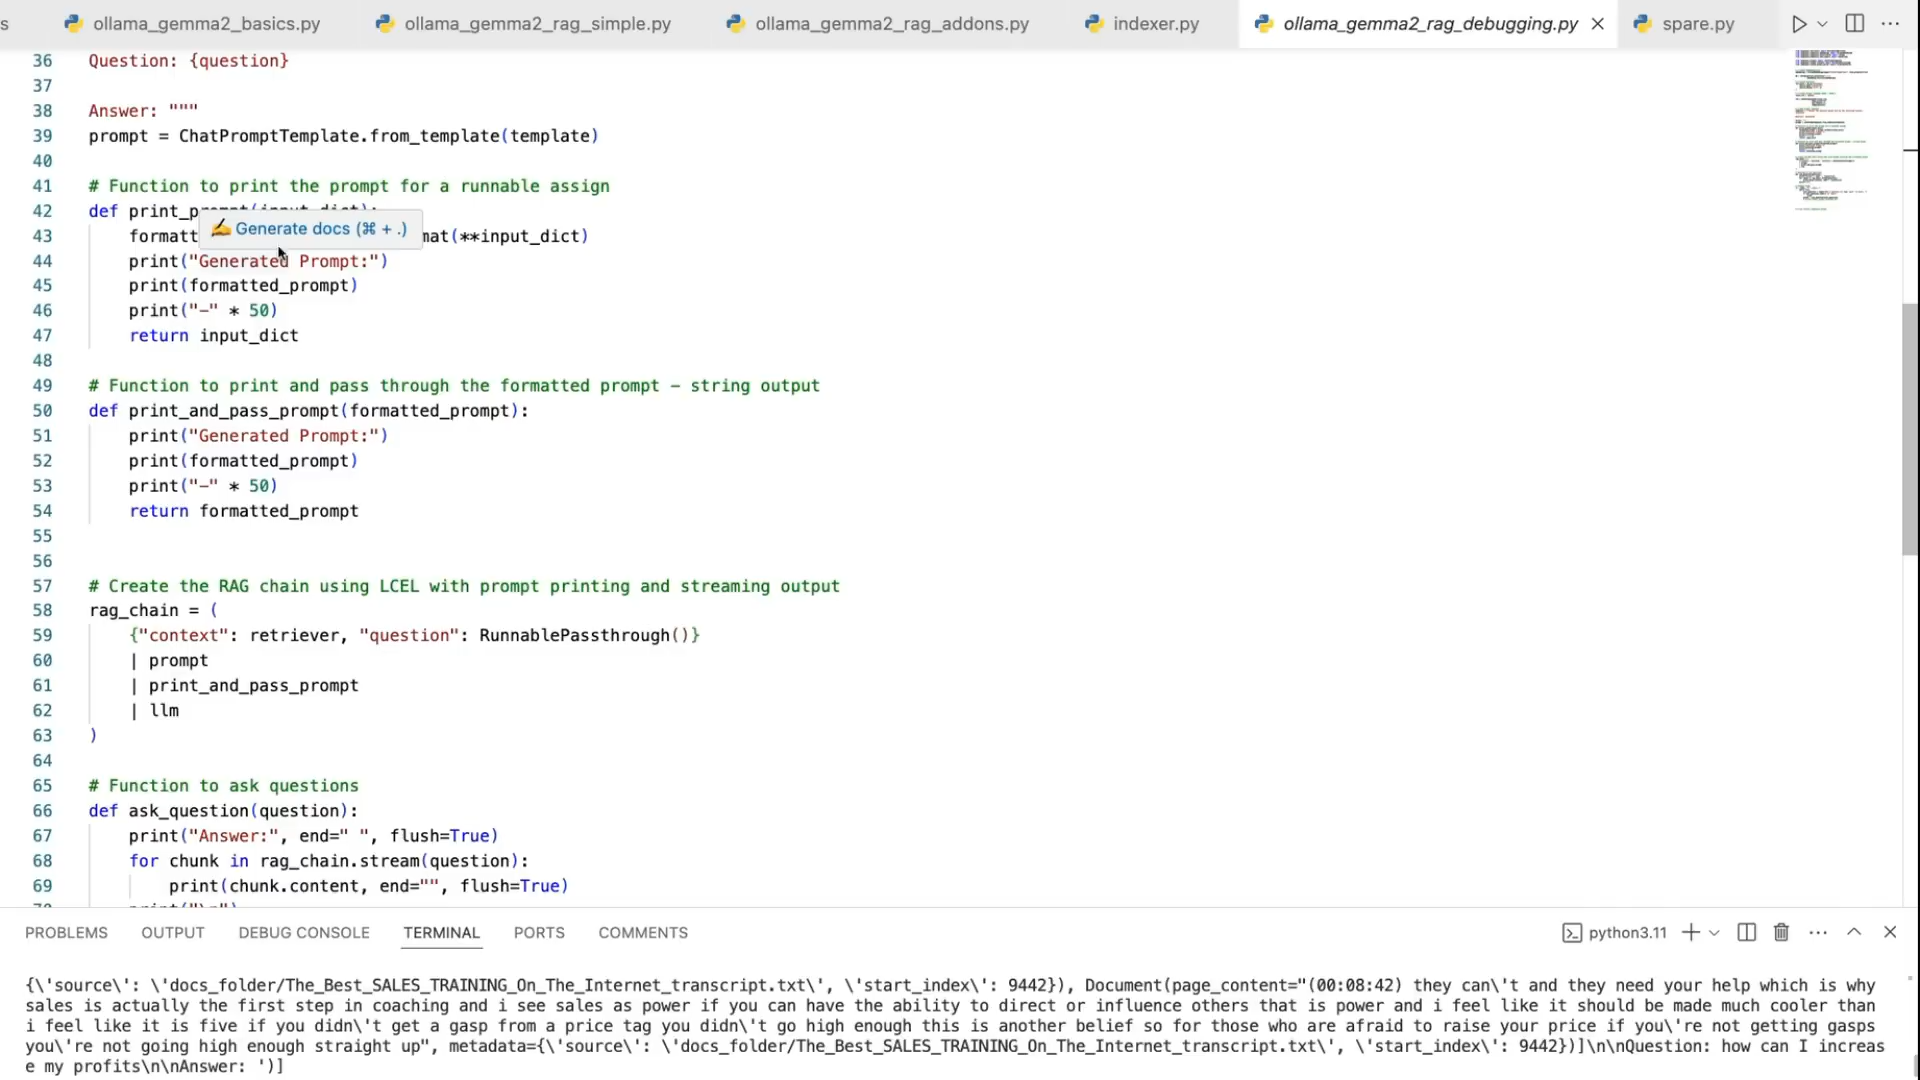 s ollama_gemma2_basics.py ollama_gemma2_rag_simple.py ollama_gemma2_rag_addons.py indexer.py ollama_gemma2_rag_debugging.py spare.py
36 Question: {question}
37
38 Answer: """
39 prompt = ChatPromptTemplate.from_template(template)
40
41 # Function to print the prompt for a runnable assign
42 def print_prompt(input_dict):
Generate docs (⌘ + .)
43 formatt mat(**input_dict)
44 print("Generated Prompt:")
45 print(formatted_prompt)
46 print("-" * 50)
47 return input_dict
48
49 # Function to print and pass through the formatted prompt - string output
50 def print_and_pass_prompt(formatted_prompt):
51 print("Generated Prompt:")
52 print(formatted_prompt)
53 print("-" * 50)
54 return formatted_prompt
55
56
57 # Create the RAG chain using LCEL with prompt printing and streaming output
58 rag_chain = (
59 {"context": retriever, "question": RunnablePassthrough()}
60 | prompt
61 | print_and_pass_prompt
62 | llm
63 )
64
65 # Function to ask questions
66 def ask_question(question):
67 print("Answer:", end=" ", flush=True)
68 for chunk in rag_chain.stream(question):
69 print(chunk.content, end="", flush=True)
70 print("\n")
PROBLEMS OUTPUT DEBUG CONSOLE TERMINAL PORTS COMMENTS python3.11
{\'source\': \'docs_folder/The_Best_SALES_TRAINING_On_The_Internet_transcript.txt\', \'start_index\': 9442}), Document(page_content="(00:08:42) they can\'t and they need your help which is why
sales is actually the first step in coaching and i see sales as power if you can have the ability to direct or influence others that is power and i feel like it should be made much cooler than
i feel like it is five if you didn\'t get a gasp from a price tag you didn\'t go high enough this is another belief so for those who are afraid to raise your price if you\'re not getting gasps
you\'re not going high enough straight up", metadata={\'source\': \'docs_folder/The_Best_SALES_TRAINING_On_The_Internet_transcript.txt\', \'start_index\': 9442})]\n\nQuestion: how can I increas
e my profits\n\nAnswer: ')]